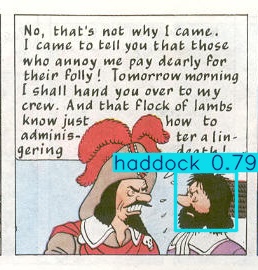 No, that's not why I came.
I came to tell you that those
who annoy me pay dearly for
their folly! Tomorrow morning
I shall hand you over to my
crew. And that flock of lambs
know just how to
adminis- ter a lin-
gering death!
haddock 0.79